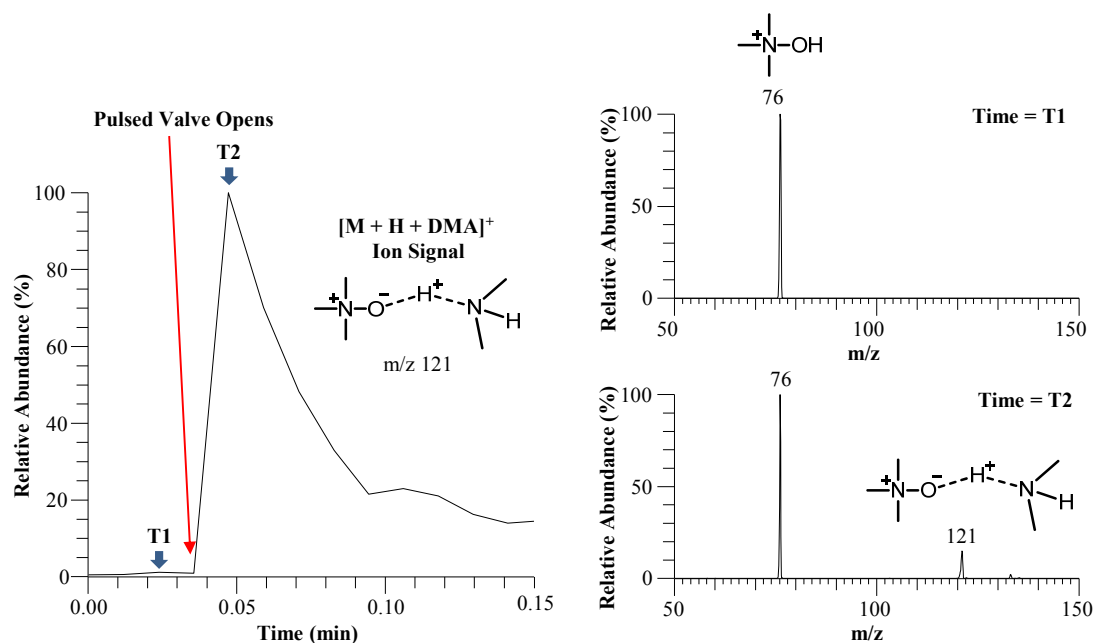 Pulsed Valve Opens
T2
[M + H + DMA]⁺
Ion Signal
N O H N H
+ − +
m/z 121
T1
Relative Abundance (%)
100
80
60
40
20
0
0.00 0.05 0.10 0.15
Time (min)
+
N OH
76
Time = T1
Relative Abundance (%)
100
50
0
50 100 150
m/z
76
Time = T2
+ − +
N O H N H
121
Relative Abundance (%)
100
50
0
50 100 150
m/z